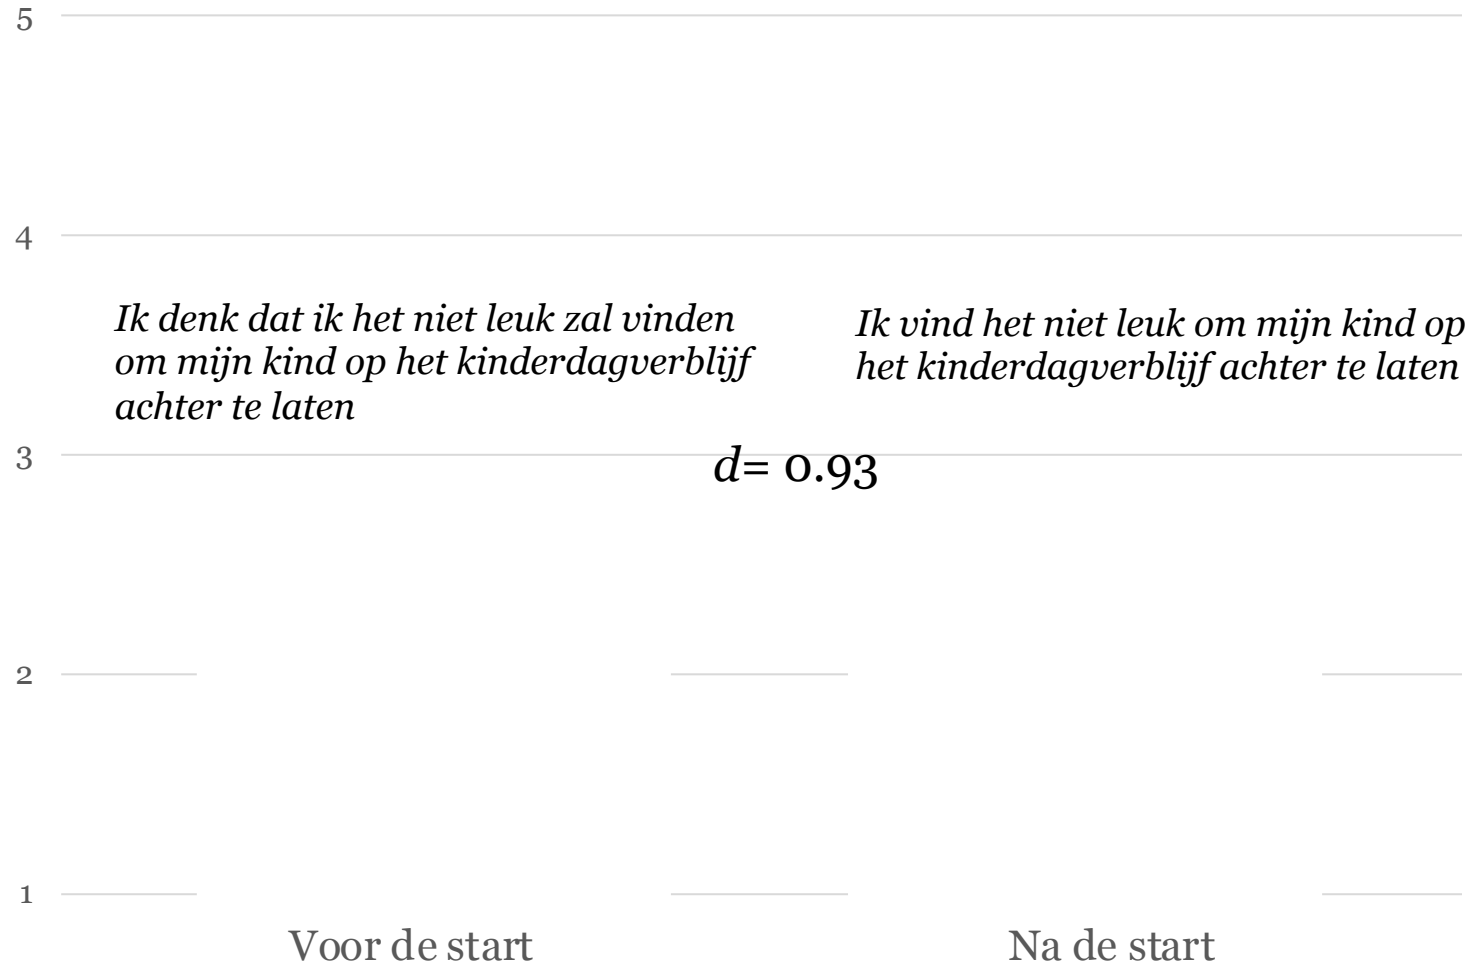 5
4
Ik denk dat ik het niet leuk zal vinden
om mijn kind op het kinderdagverblijf
achter te laten
Ik vind het niet leuk om mijn kind op
het kinderdagverblijf achter te laten
3
d= 0.93
2
1
Voor de start
Na de start